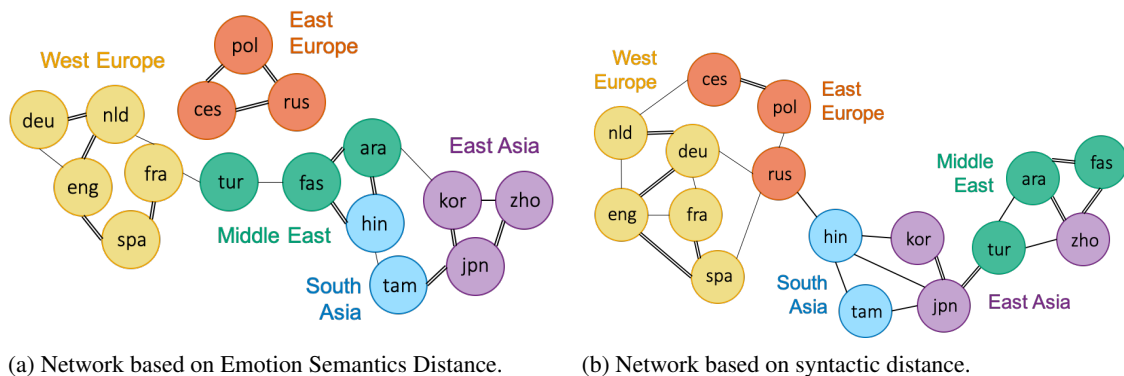 East
Europe
West Europe
pol
ces
rus
deu
nld
eng
fra
spa
tur
fas
ara
hin
Middle East
East Asia
kor
zho
jpn
tam
South
Asia
(a) Network based on Emotion Semantics Distance.
West
Europe
ces
pol
East
Europe
nld
deu
rus
eng
fra
spa
hin
kor
tam
jpn
South
Asia
East Asia
Middle
East
ara
fas
tur
zho
(b) Network based on syntactic distance.